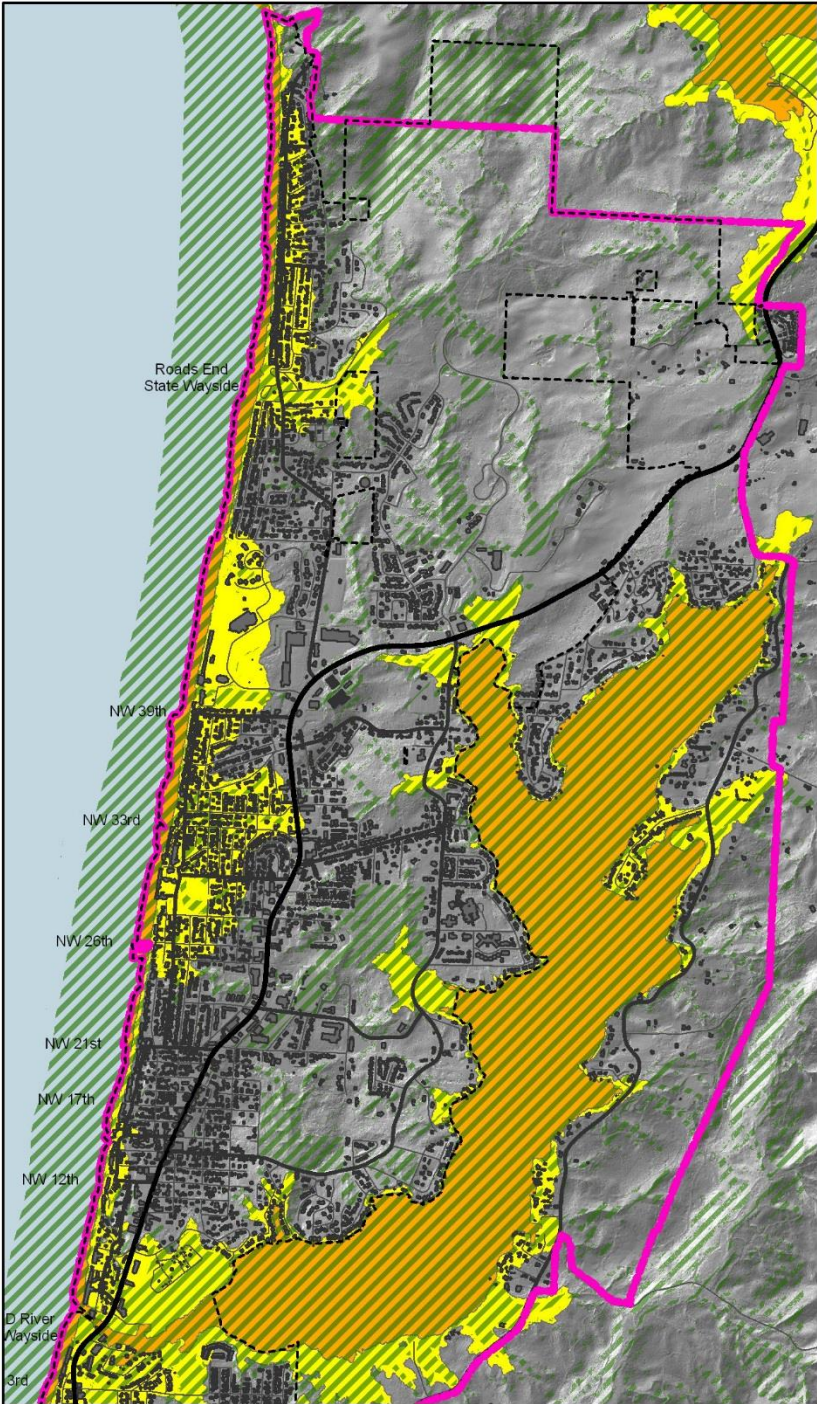 Roads End
State Wayside
NW 39th
NW 33rd
NW 26th
NW 21st
NW 17th
NW 12th
D River
Wayside
3rd